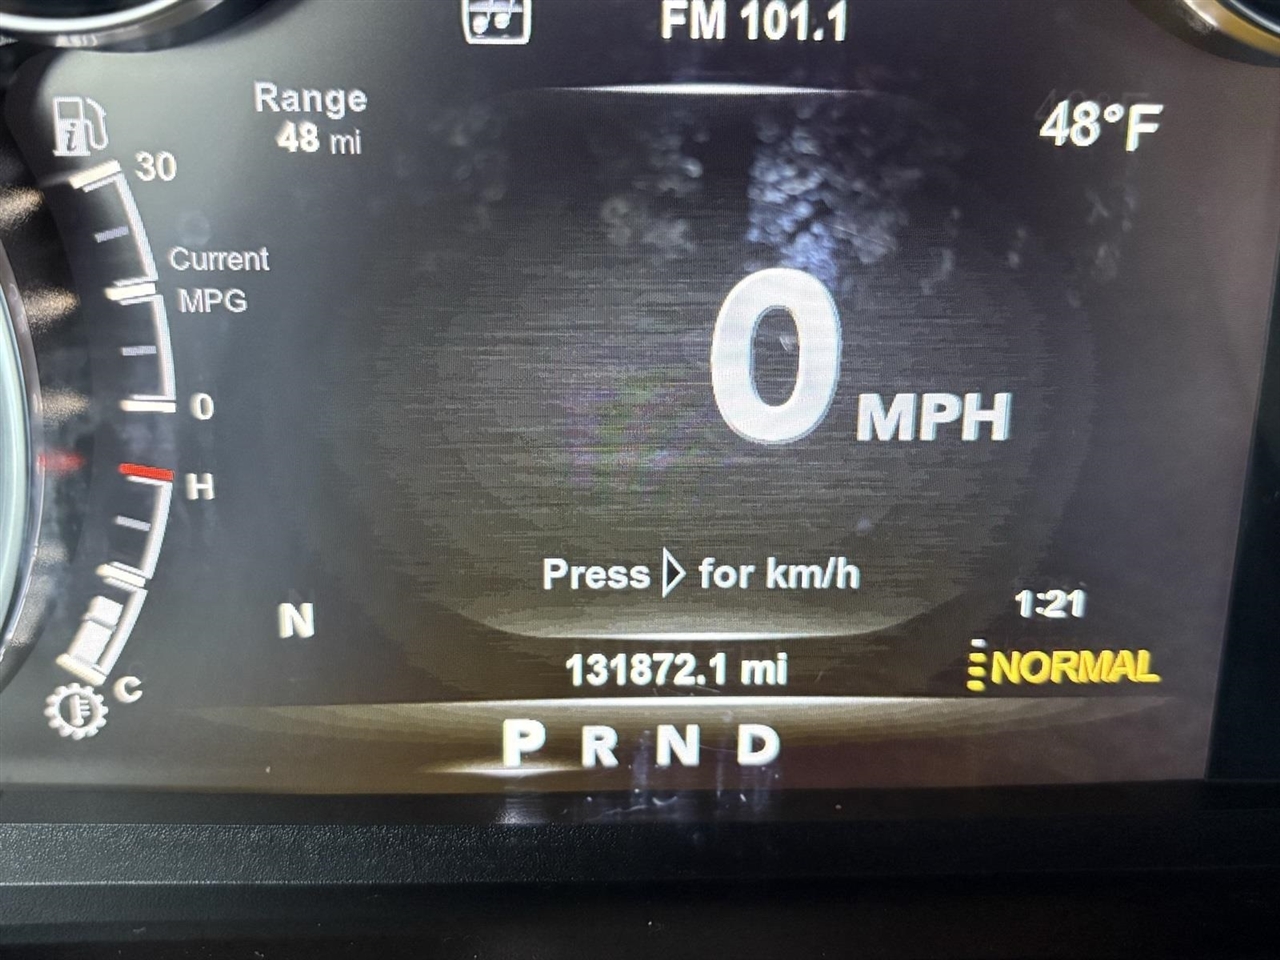 FM 101.1
Range
48 mi
48°F
30
Current
MPG
0
0 MPH
H
Press ▷ for km/h
1:21
N
131872.1 mi
NORMAL
C
P R N D